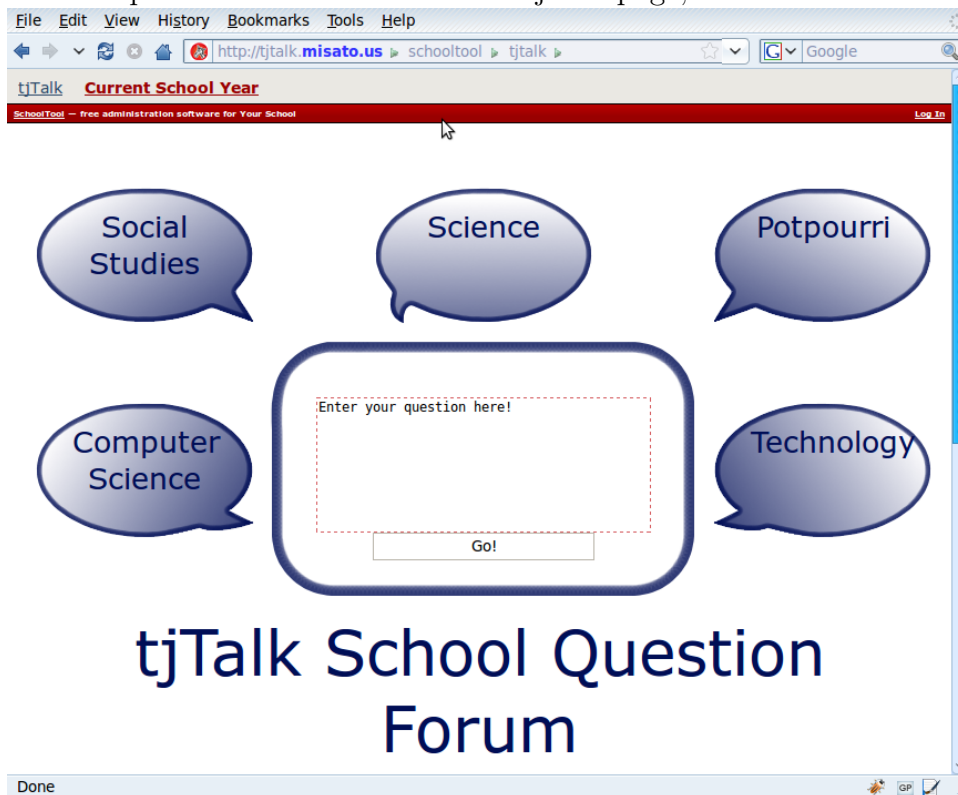 File Edit View History Bookmarks Tools Help
http://tjtalk.misato.us schooltool tjtalk Google
tjTalk Current School Year
SchoolTool — free administration software for Your School Log In
Social
Studies
Science
Potpourri
Enter your question here!
Computer
Science
Technology
Go!
tjTalk School Question
Forum
Done GP